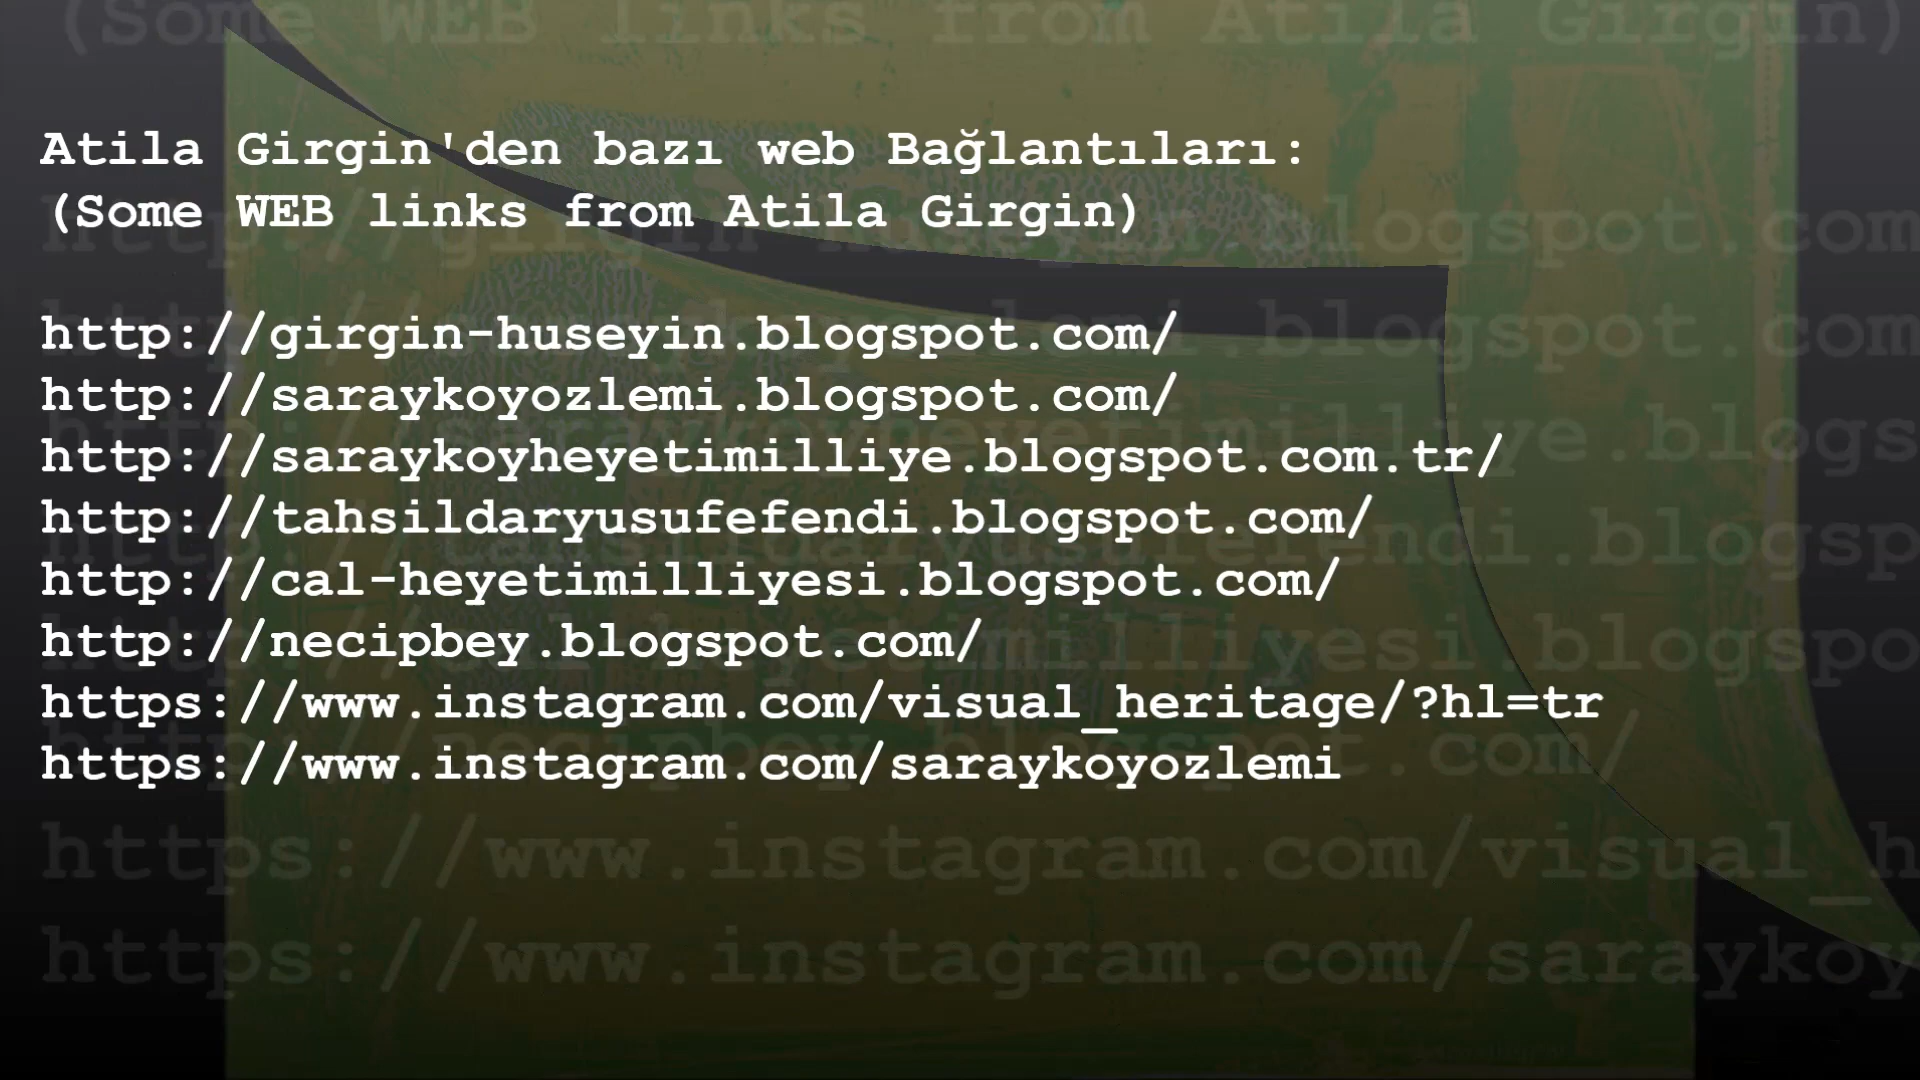 Atila Girgin'den bazı web Bağlantıları:
(Some WEB links from Atila Girgin)
http://girgin-huseyin.blogspot.com/
http://saraykoyozlemi.blogspot.com/
http://saraykoyheyetimilliye.blogspot.com.tr/
http://tahsildaryusufefendi.blogspot.com/
http://cal-heyetimilliyesi.blogspot.com/
http://necipbey.blogspot.com/
https://www.instagram.com/visual_heritage/?hl=tr
https://www.instagram.com/saraykoyozlemi